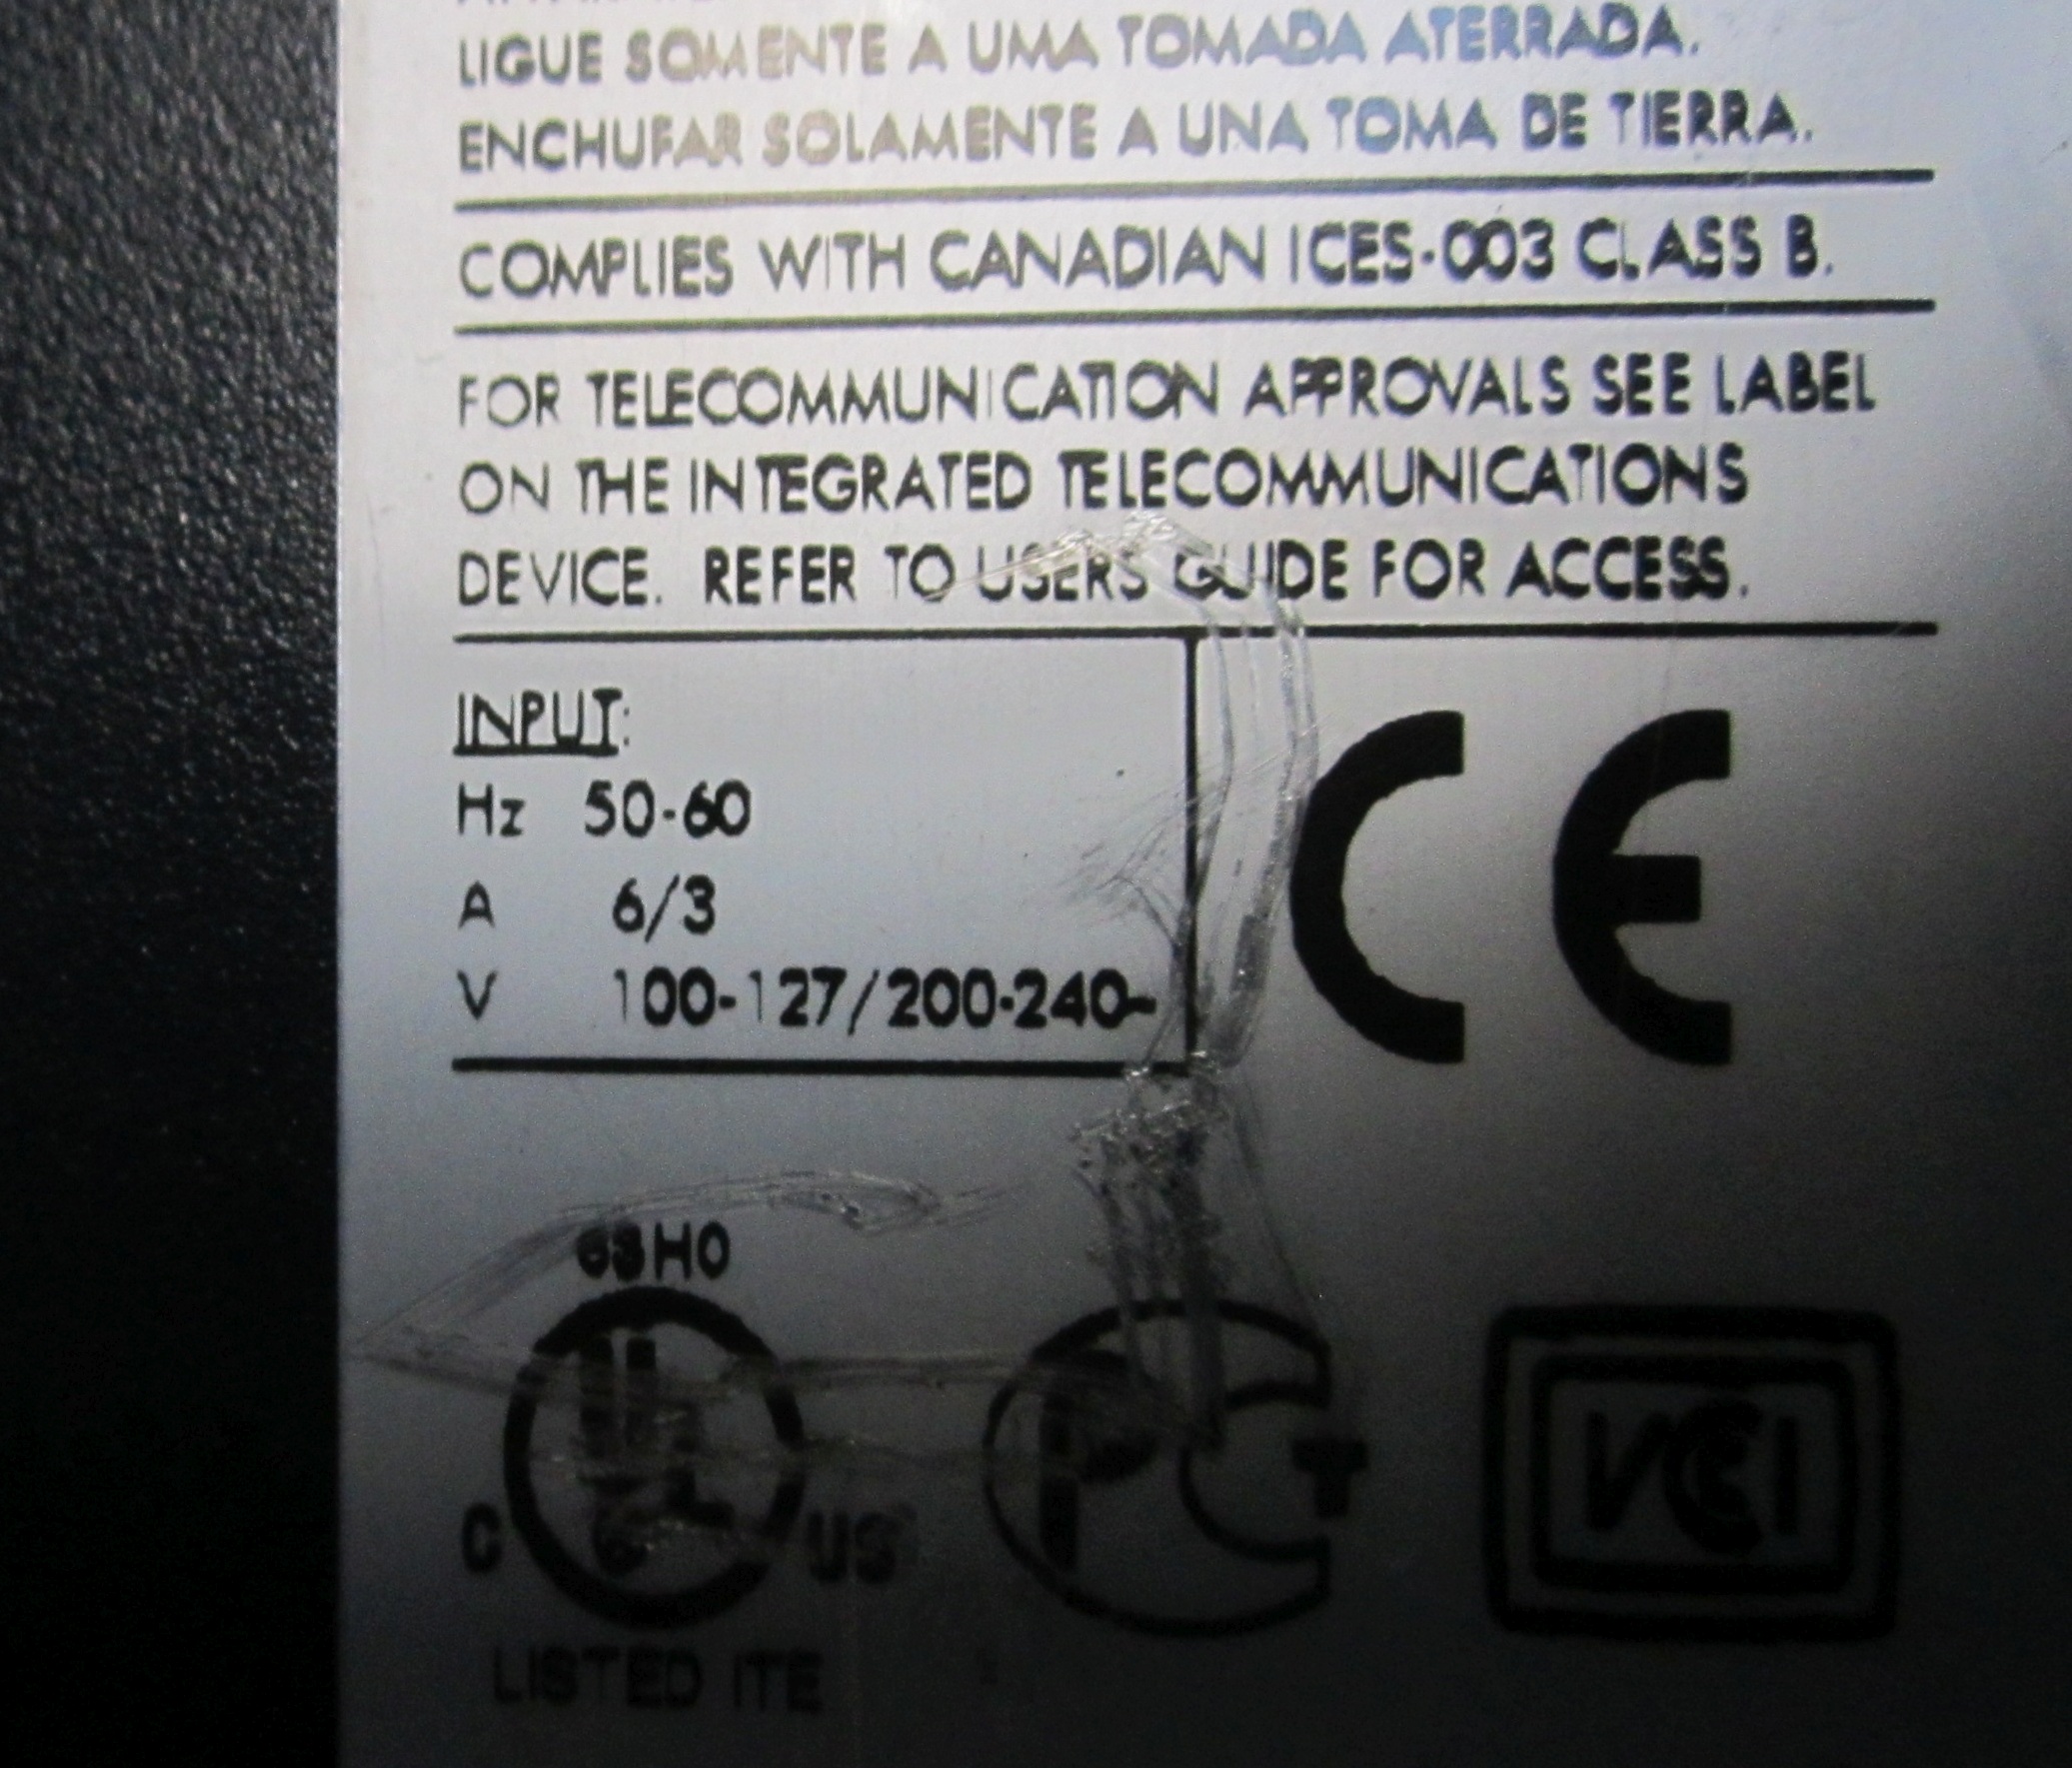 LIGUE SOMENTE A UMA TOMADA ATERRADA.
ENCHUFAR SOLAMENTE A UNA TOMA DE TIERRA.
COMPLIES WITH CANADIAN ICES-003 CLASS B.
FOR TELECOMMUNICATION APPROVALS SEE LABEL
ON THE INTEGRATED TELECOMMUNICATIONS
DEVICE. REFER TO USERS GUIDE FOR ACCESS.
INPUT:
Hz 50-60
A 6/3
V 100-127/200-240~
CE
63H0
C UL US
PCT
VCI
LISTED ITE